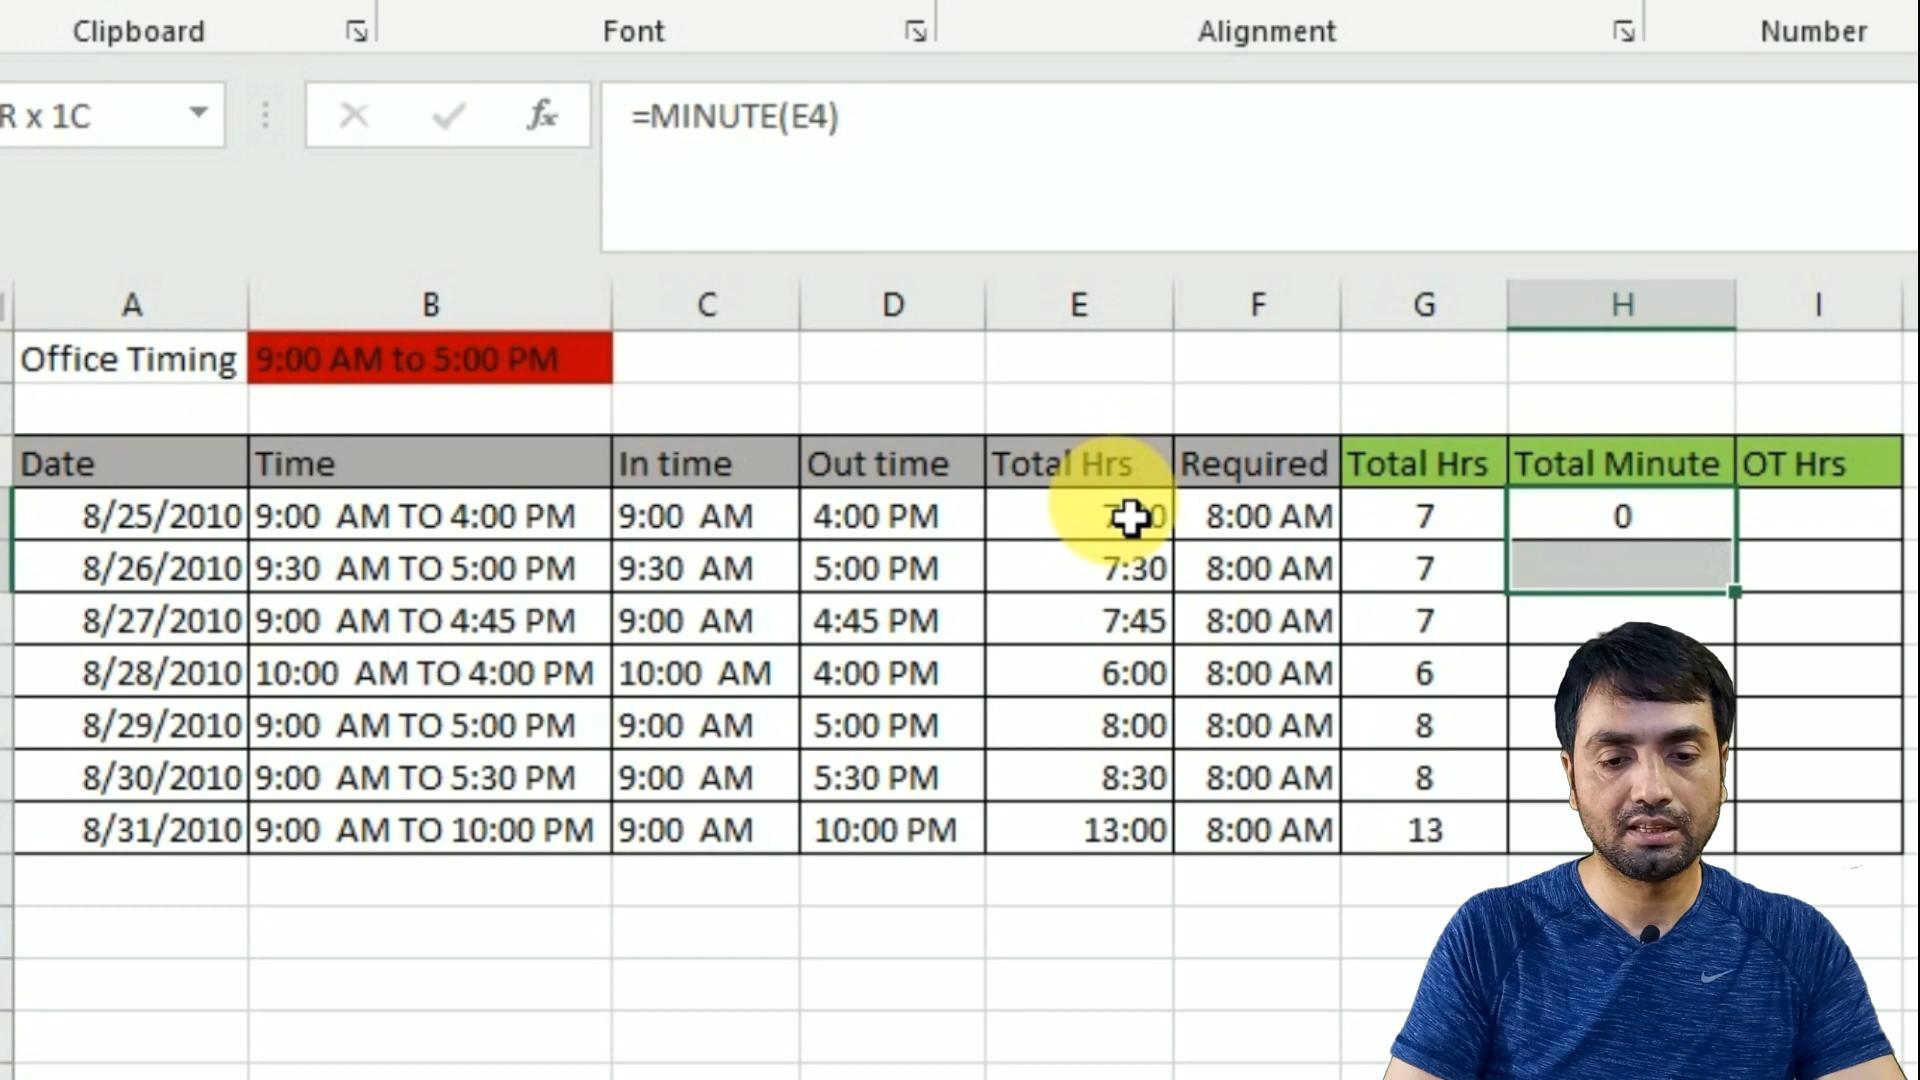 Clipboard Font Alignment Number
R x 1C fx =MINUTE(E4)
A B C D E F G H I
Office Timing 9:00 AM to 5:00 PM
Date Time In time Out time Total Hrs Required Total Hrs Total Minute OT Hrs
8/25/2010 9:00 AM TO 4:00 PM 9:00 AM 4:00 PM 8:00 AM 7 0
8/26/2010 9:30 AM TO 5:00 PM 9:30 AM 5:00 PM 7:30 8:00 AM 7
8/27/2010 9:00 AM TO 4:45 PM 9:00 AM 4:45 PM 7:45 8:00 AM 7
8/28/2010 10:00 AM TO 4:00 PM 10:00 AM 4:00 PM 6:00 8:00 AM 6
8/29/2010 9:00 AM TO 5:00 PM 9:00 AM 5:00 PM 8:00 8:00 AM 8
8/30/2010 9:00 AM TO 5:30 PM 9:00 AM 5:30 PM 8:30 8:00 AM 8
8/31/2010 9:00 AM TO 10:00 PM 9:00 AM 10:00 PM 13:00 8:00 AM 13